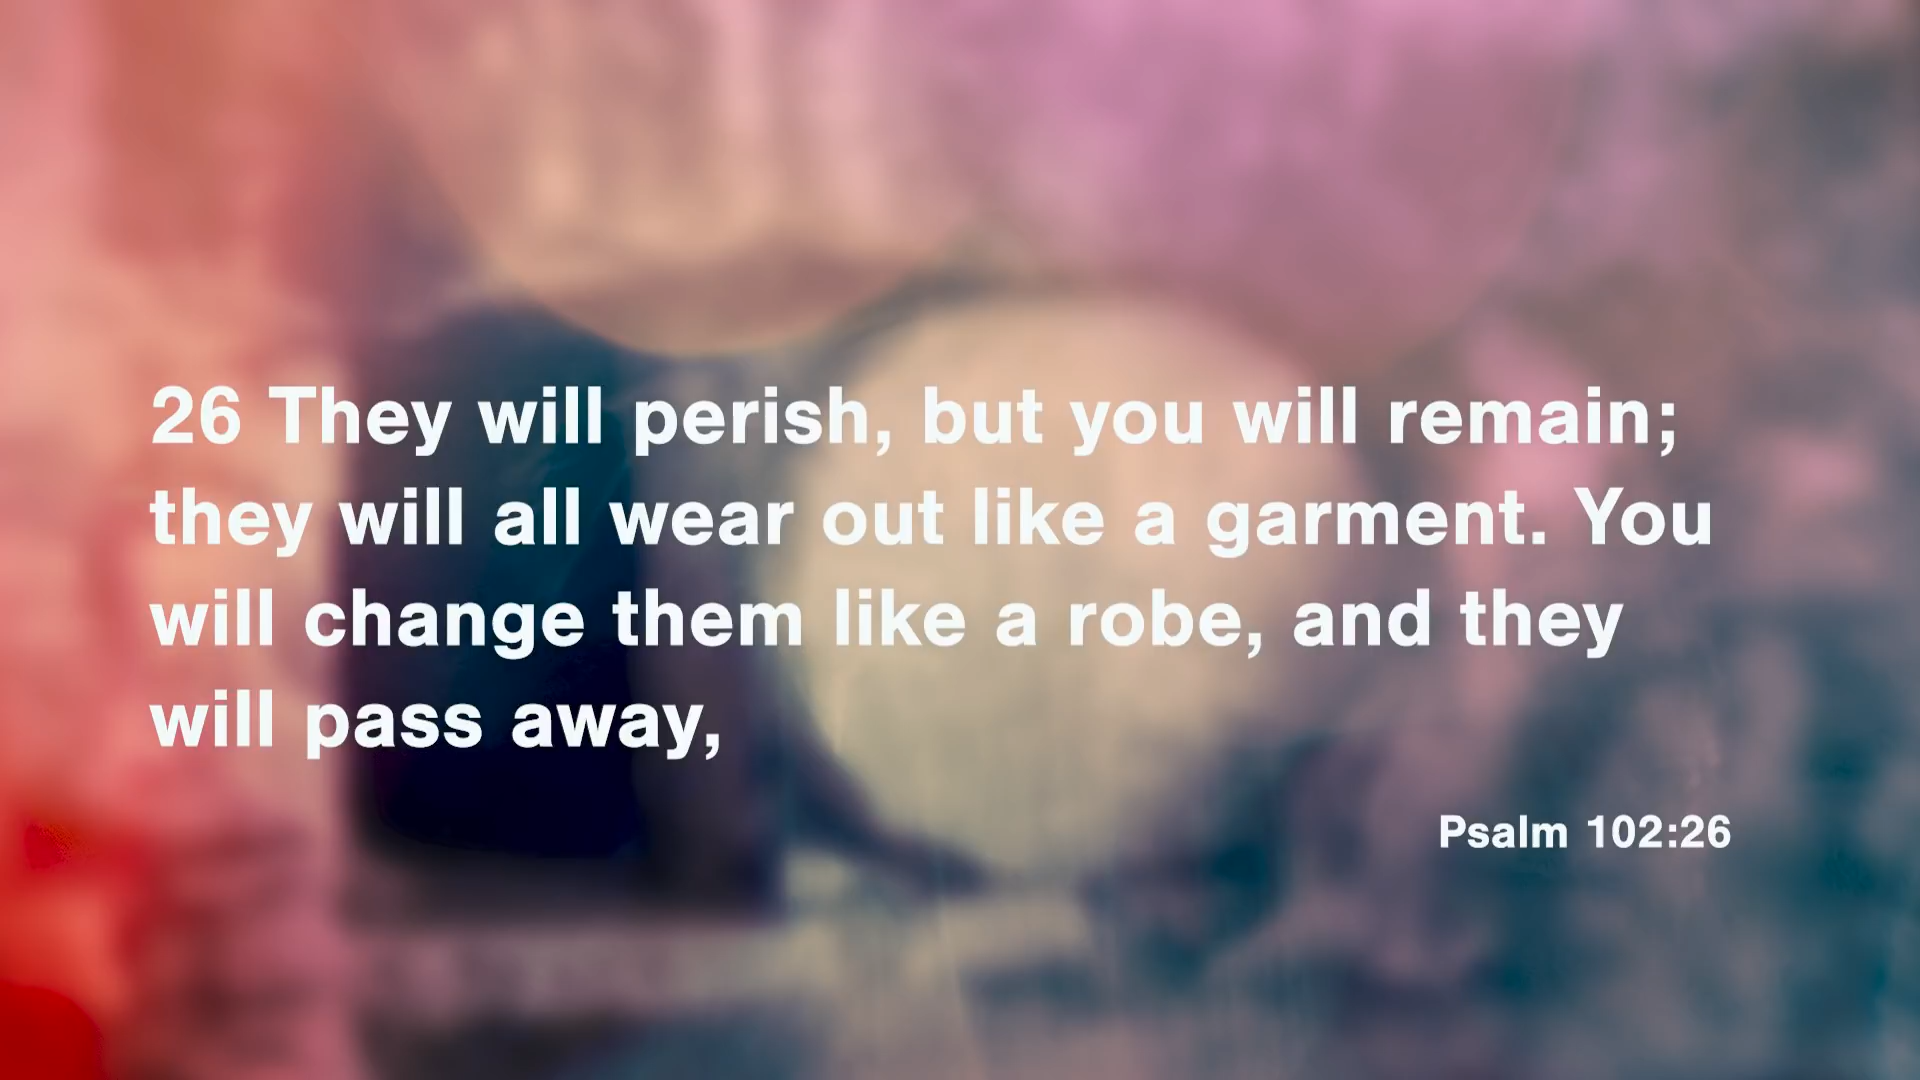 26 They will perish, but you will remain;
they will all wear out like a garment. You
will change them like a robe, and they
will pass away,
Psalm 102:26